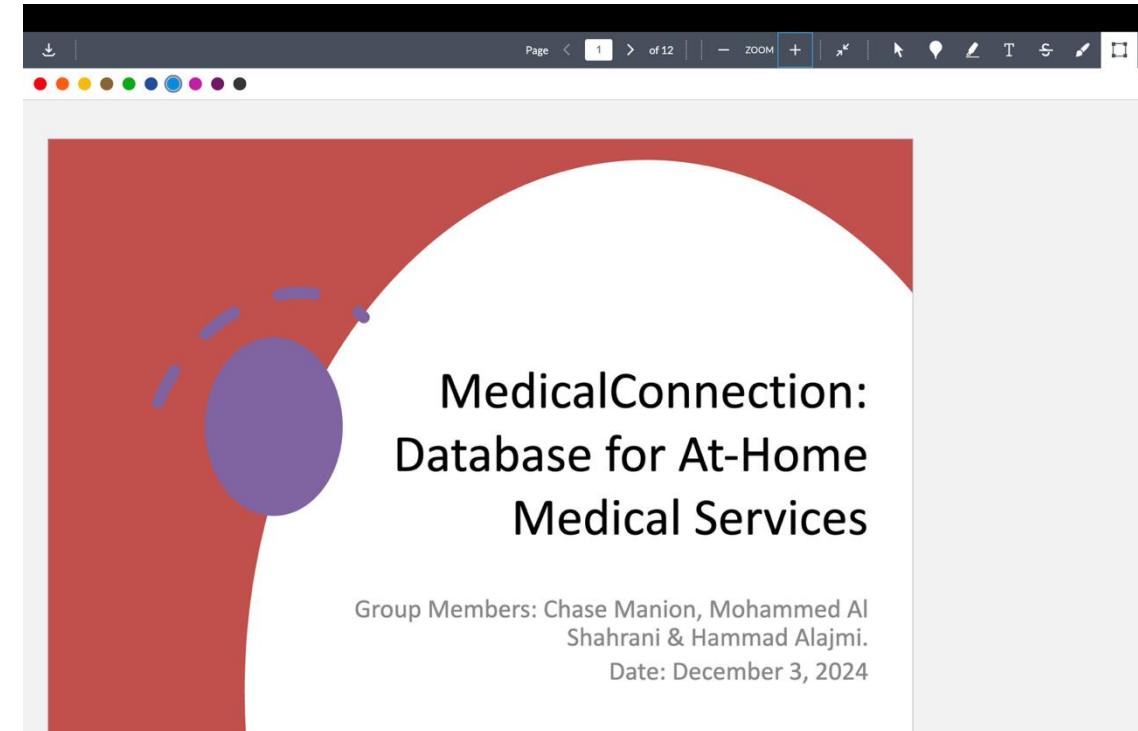 Page 1 of 12 ZOOM T S
MedicalConnection:
Database for At-Home
Medical Services
Group Members: Chase Manion, Mohammed Al
Shahrani & Hammad Alajmi.
Date: December 3, 2024